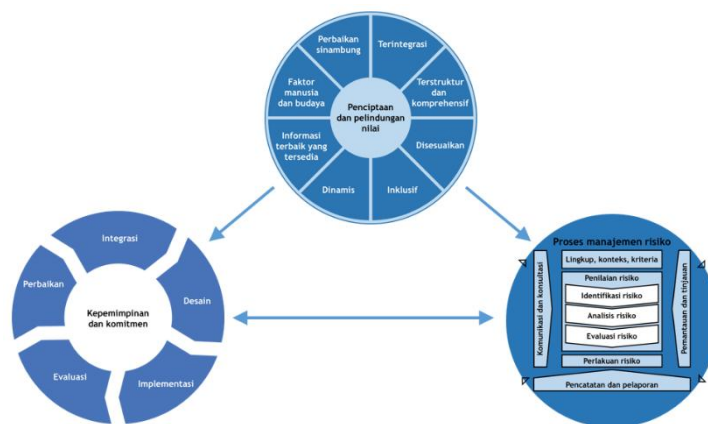 Perbaikan
sinambung
Terintegrasi
Faktor
manusia
dan budaya
Terstruktur
dan
komprehensif
Penciptaan
dan pelindungan
nilai
Informasi
terbaik yang
tersedia
Disesuaikan
Dinamis
Inklusif
Integrasi
Perbaikan
Desain
Kepemimpinan
dan komitmen
Evaluasi
Implementasi
Proses manajemen risiko
Komunikasi dan konsultasi
Lingkup, konteks, kriteria
Penilaian risiko
Identifikasi risiko
Analisis risiko
Evaluasi risiko
Perlakuan risiko
Pemantauan dan tinjauan
Pencatatan dan pelaporan